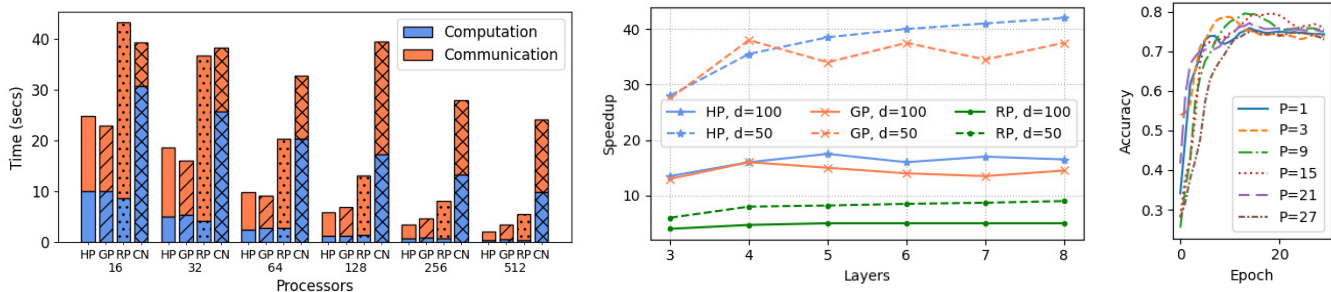 Computation
Communication
Time (secs)
40
30
20
10
0
HP GP RP CN HP GP RP CN HP GP RP CN HP GP RP CN HP GP RP CN HP GP RP CN
16 32 64 128 256 512
Processors
Speedup
50
40
30
20
10
HP, d=100 GP, d=100 RP, d=100
HP, d=50 GP, d=50 RP, d=50
3 4 5 6 7 8
Layers
Accuracy
0.8
0.7
0.6
0.5
0.4
0.3
P=1
P=3
P=9
P=15
P=21
P=27
0 20
Epoch